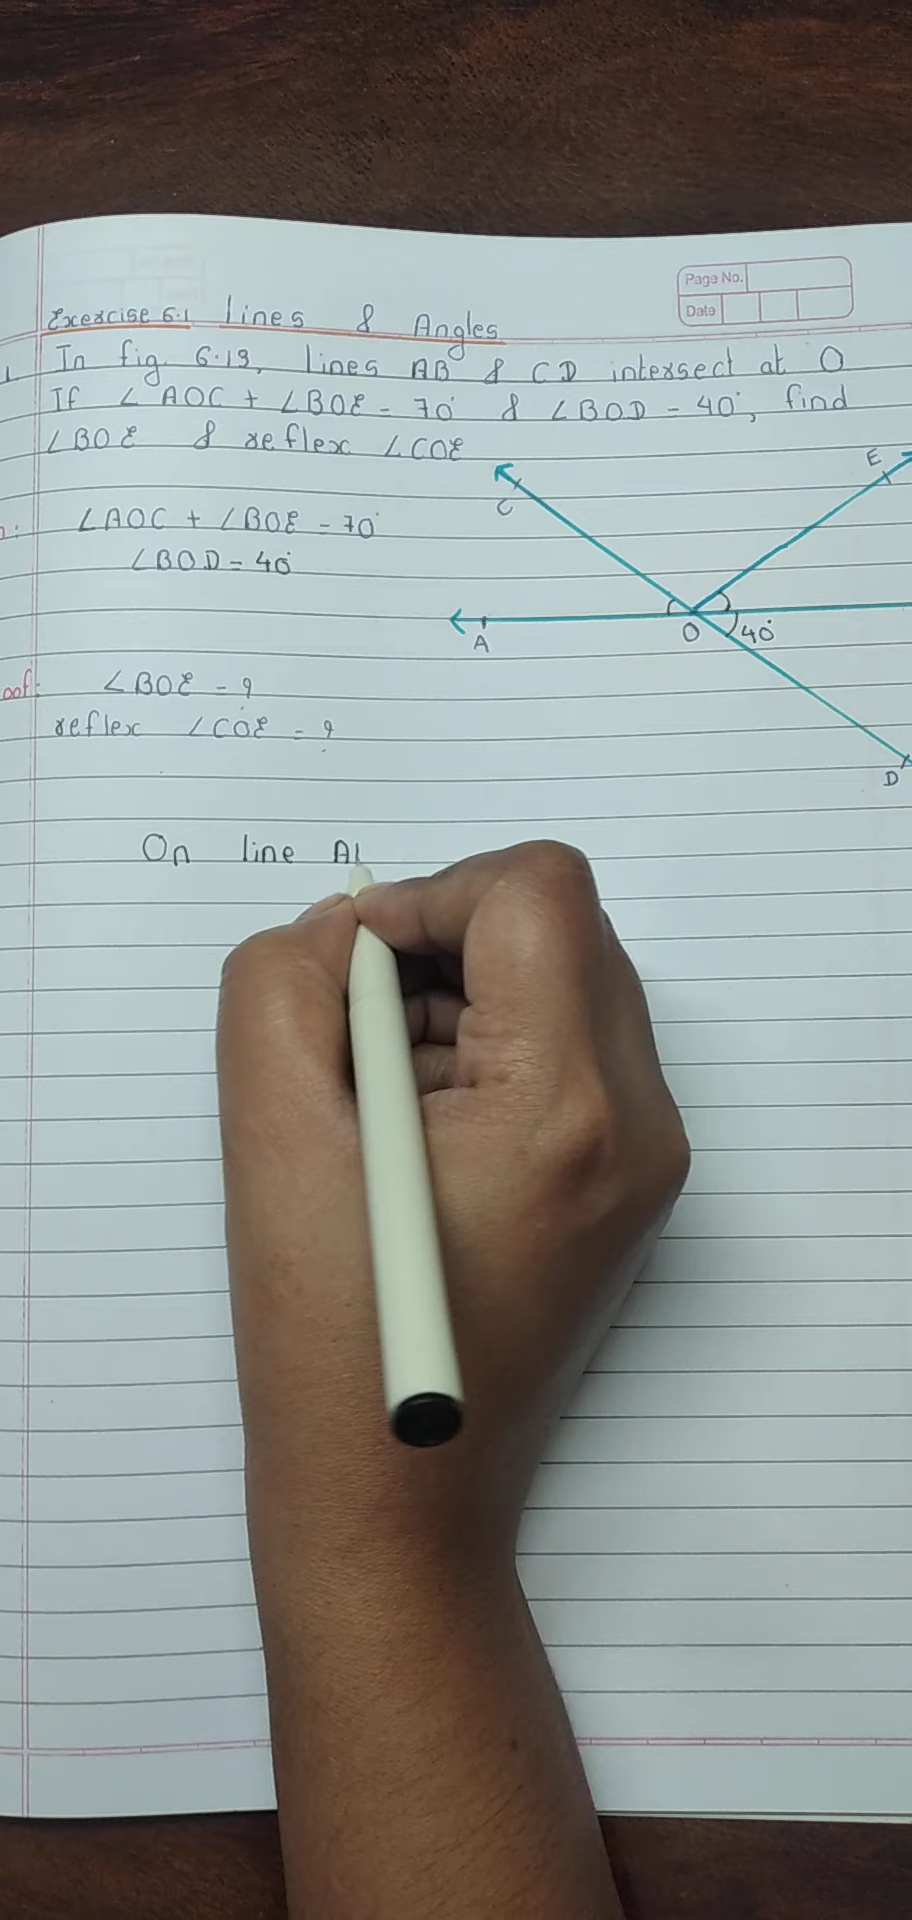 Page No.
Date
Exercise 6.1 Lines & Angles
1. In fig 6.13, lines AB & CD intersect at O
If ∠AOC + ∠BOE = 70° & ∠BOD = 40°, find
∠BOE & reflex ∠COE
E
C
∠AOC + ∠BOE = 70°
∠BOD = 40°
A
O
40°
∠BOE = ?
reflex ∠COE = ?
D
On line A